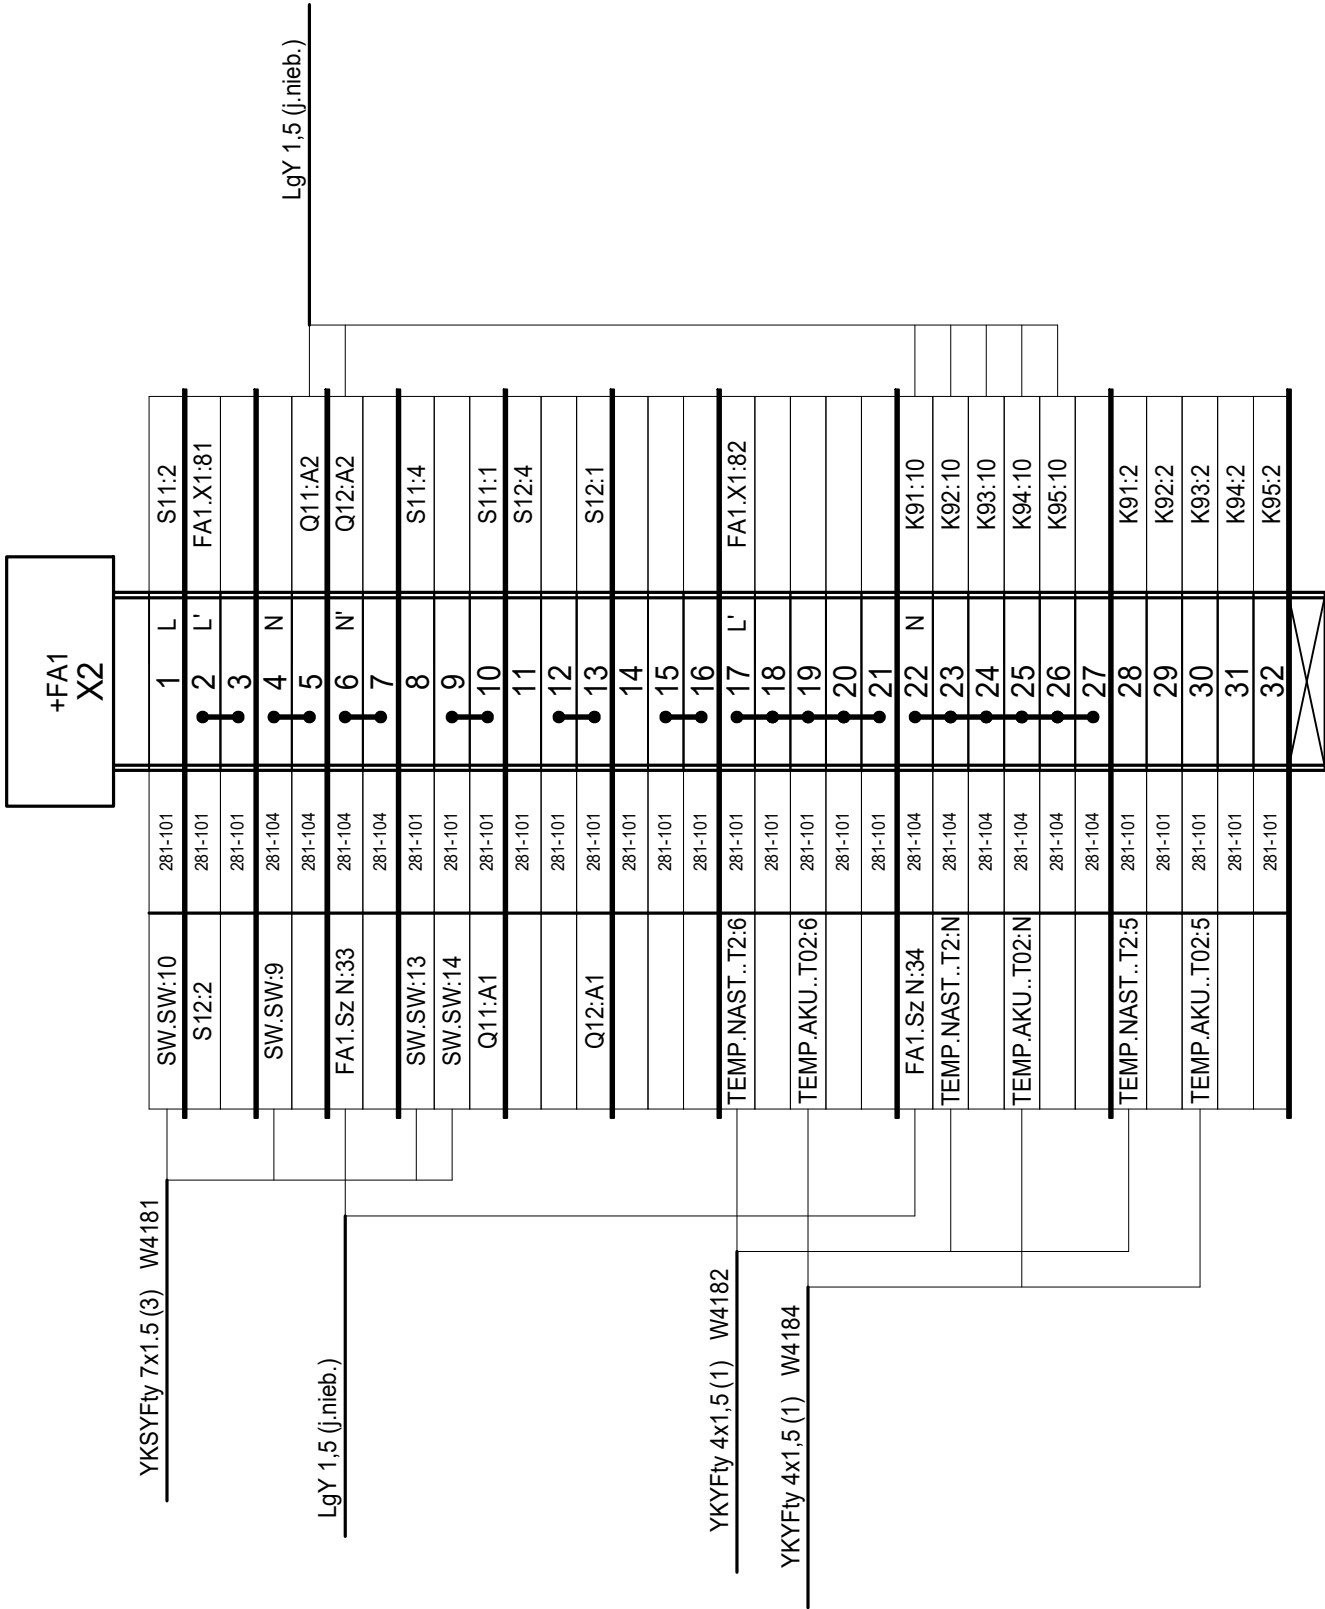 LgY 1,5 (j.nieb.)
+FA1
X2
SW.SW:10 281-101 1 L S11:2
S12:2 281-101 2 L' FA1.X1:81
281-101 3
SW.SW:9 281-104 4 N
281-104 5 Q11:A2
FA1.Sz N:33 281-104 6 N' Q12:A2
281-104 7
SW.SW:13 281-101 8 S11:4
SW.SW:14 281-101 9
Q11:A1 281-101 10 S11:1
281-101 11 S12:4
281-101 12
Q12:A1 281-101 13 S12:1
281-101 14
281-101 15
281-101 16
TEMP.NAST..T2:6 281-101 17 L' FA1.X1:82
281-101 18
TEMP.AKU..T02:6 281-101 19
281-101 20
281-101 21
FA1.Sz N:34 281-104 22 N K91:10
TEMP.NAST..T2:N 281-104 23 K92:10
281-104 24 K93:10
TEMP.AKU..T02:N 281-104 25 K94:10
281-104 26 K95:10
281-104 27
TEMP.NAST..T2:5 281-101 28 K91:2
281-101 29 K92:2
TEMP.AKU..T02:5 281-101 30 K93:2
281-101 31 K94:2
281-101 32 K95:2
YKSYFty 7x1.5 (3) W4181
LgY 1,5 (j.nieb.)
YKYFty 4x1,5 (1) W4182
YKYFty 4x1,5 (1) W4184